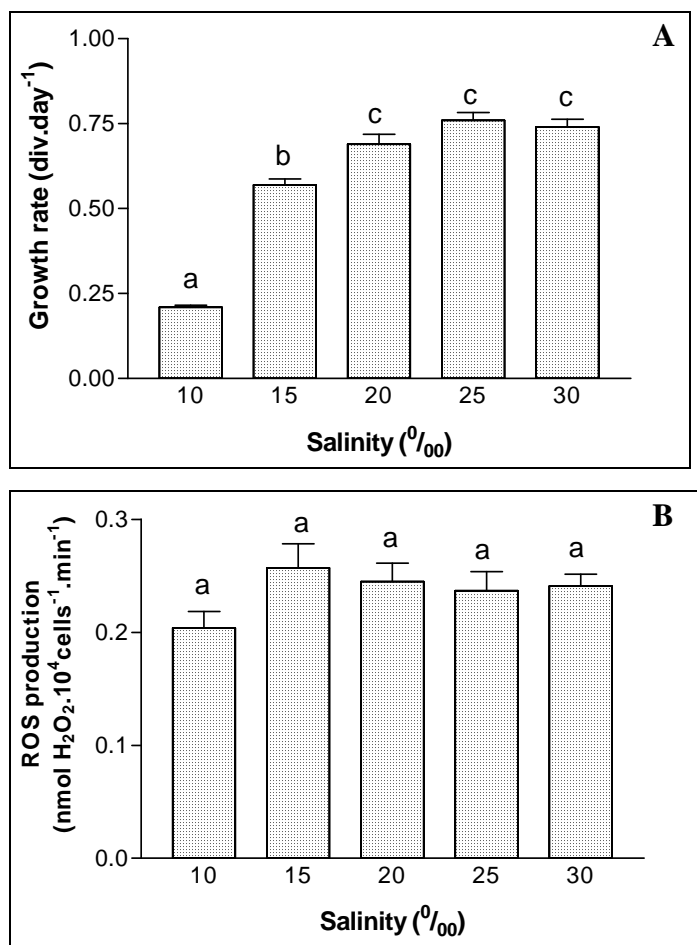 A
Growth rate (div.day⁻¹)
1.00
0.75
0.50
0.25
0.00
a
b
c
c
c
10 15 20 25 30
Salinity (⁰/₀₀)
B
ROS production
(nmol H₂O₂.10⁴cells⁻¹.min⁻¹)
0.3
0.2
0.1
0.0
a a a a a
10 15 20 25 30
Salinity (⁰/₀₀)